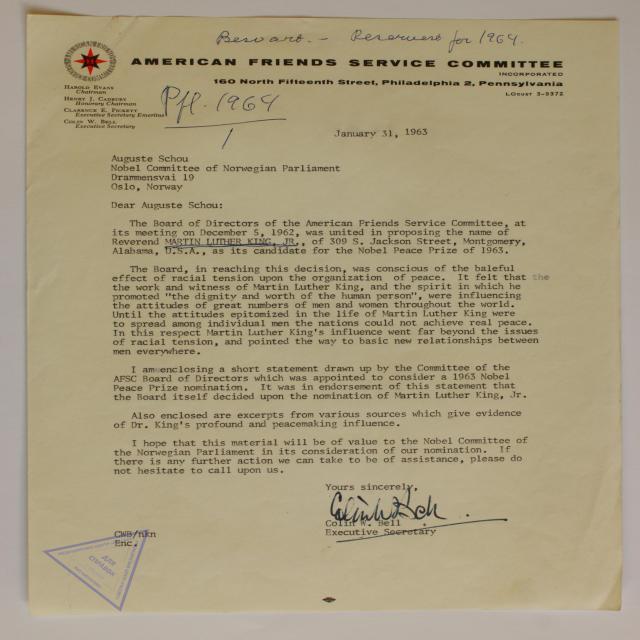 Besvart. - Reservert for 1964.
AMERICAN FRIENDS SERVICE COMMITTEE
INCORPORATED
160 North Fifteenth Street, Philadelphia 2, Pennsylvania
LOcust 3-9372
Harold Evans
Chairman
Henry J. Cadbury
Honorary Chairman
Clarence E. Pickett
Executive Secretary Emeritus
Colin W. Bell
Executive Secretary
Pfl. 1964
January 31, 1963
Auguste Schou
Nobel Committee of Norwegian Parliament
Drammensvai 19
Oslo, Norway
Dear Auguste Schou:
The Board of Directors of the American Friends Service Committee, at
its meeting on December 5, 1962, was united in proposing the name of
Reverend MARTIN LUTHER KING, JR., of 309 S. Jackson Street, Montgomery,
Alabama, U.S.A., as its candidate for the Nobel Peace Prize of 1963.
The Board, in reaching this decision, was conscious of the baleful
effect of racial tension upon the organization of peace. It felt that the
the work and witness of Martin Luther King, and the spirit in which he
promoted "the dignity and worth of the human person", were influencing
the attitudes of great numbers of men and women throughout the world.
Until the attitudes epitomized in the life of Martin Luther King were
to spread among individual men the nations could not achieve real peace.
In this respect Martin Luther King's influence went far beyond the issues
of racial tension, and pointed the way to basic new relationships between
men everywhere.
I am enclosing a short statement drawn up by the Committee of the
AFSC Board of Directors which was appointed to consider a 1963 Nobel
Peace Prize nomination. It was in endorsement of this statement that
the Board itself decided upon the nomination of Martin Luther King, Jr.
Also enclosed are excerpts from various sources which give evidence
of Dr. King's profound and peacemaking influence.
I hope that this material will be of value to the Nobel Committee of
the Norwegian Parliament in its consideration of our nomination. If
there is any further action we can take to be of assistance, please do
not hesitate to call upon us.
Yours sincerely,
Colin W. Bell
Executive Secretary
CWB/nkn
Enc.
ДЛЯ
СПРАВОК